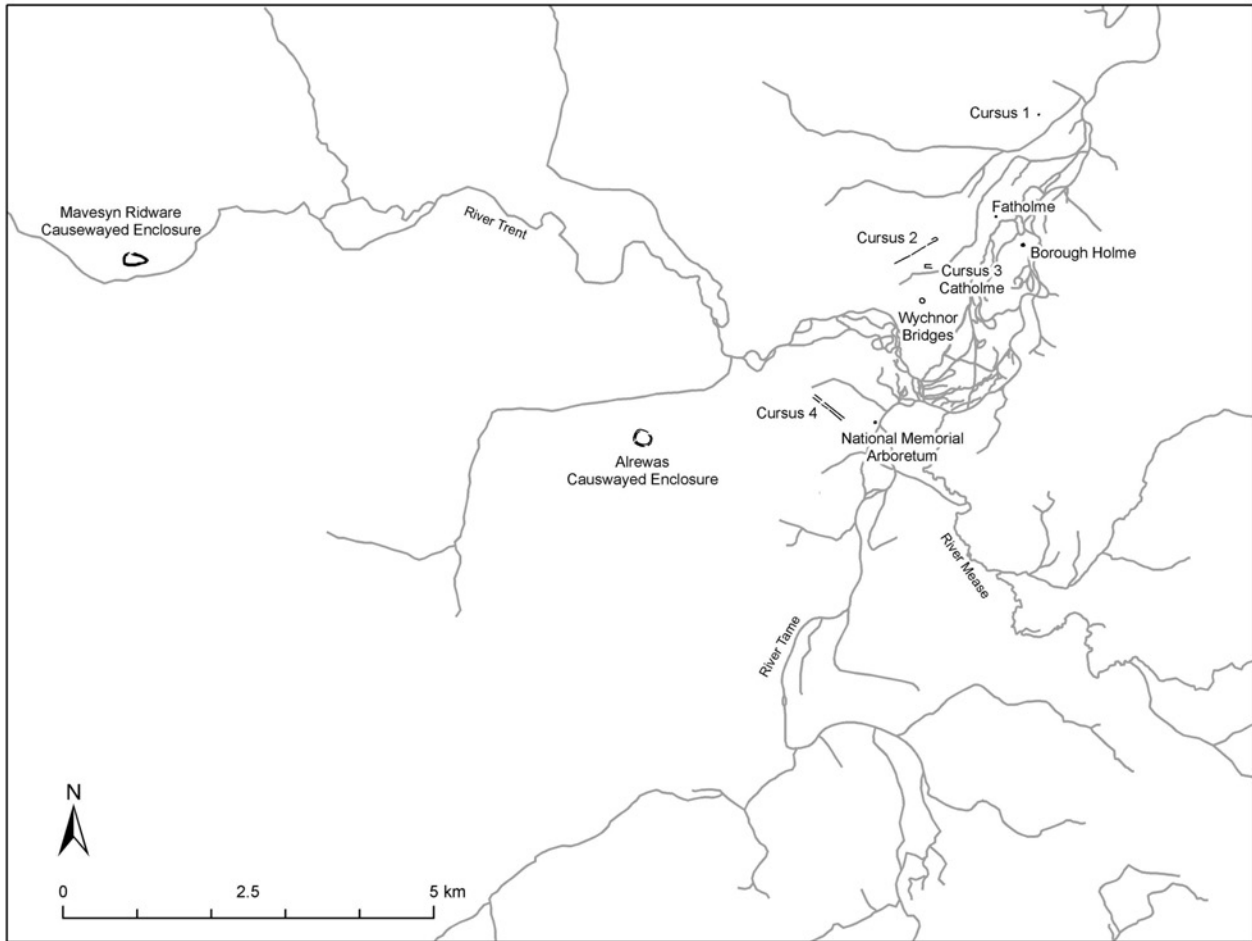 Cursus 1
Mavesyn Ridware
Causewayed Enclosure
River Trent
Fatholme
Cursus 2
Borough Holme
Cursus 3
Catholme
Wychnor
Bridges
Cursus 4
National Memorial
Arboretum
Alrewas
Causwayed Enclosure
River Mease
River Tame
N
0 2.5 5 km